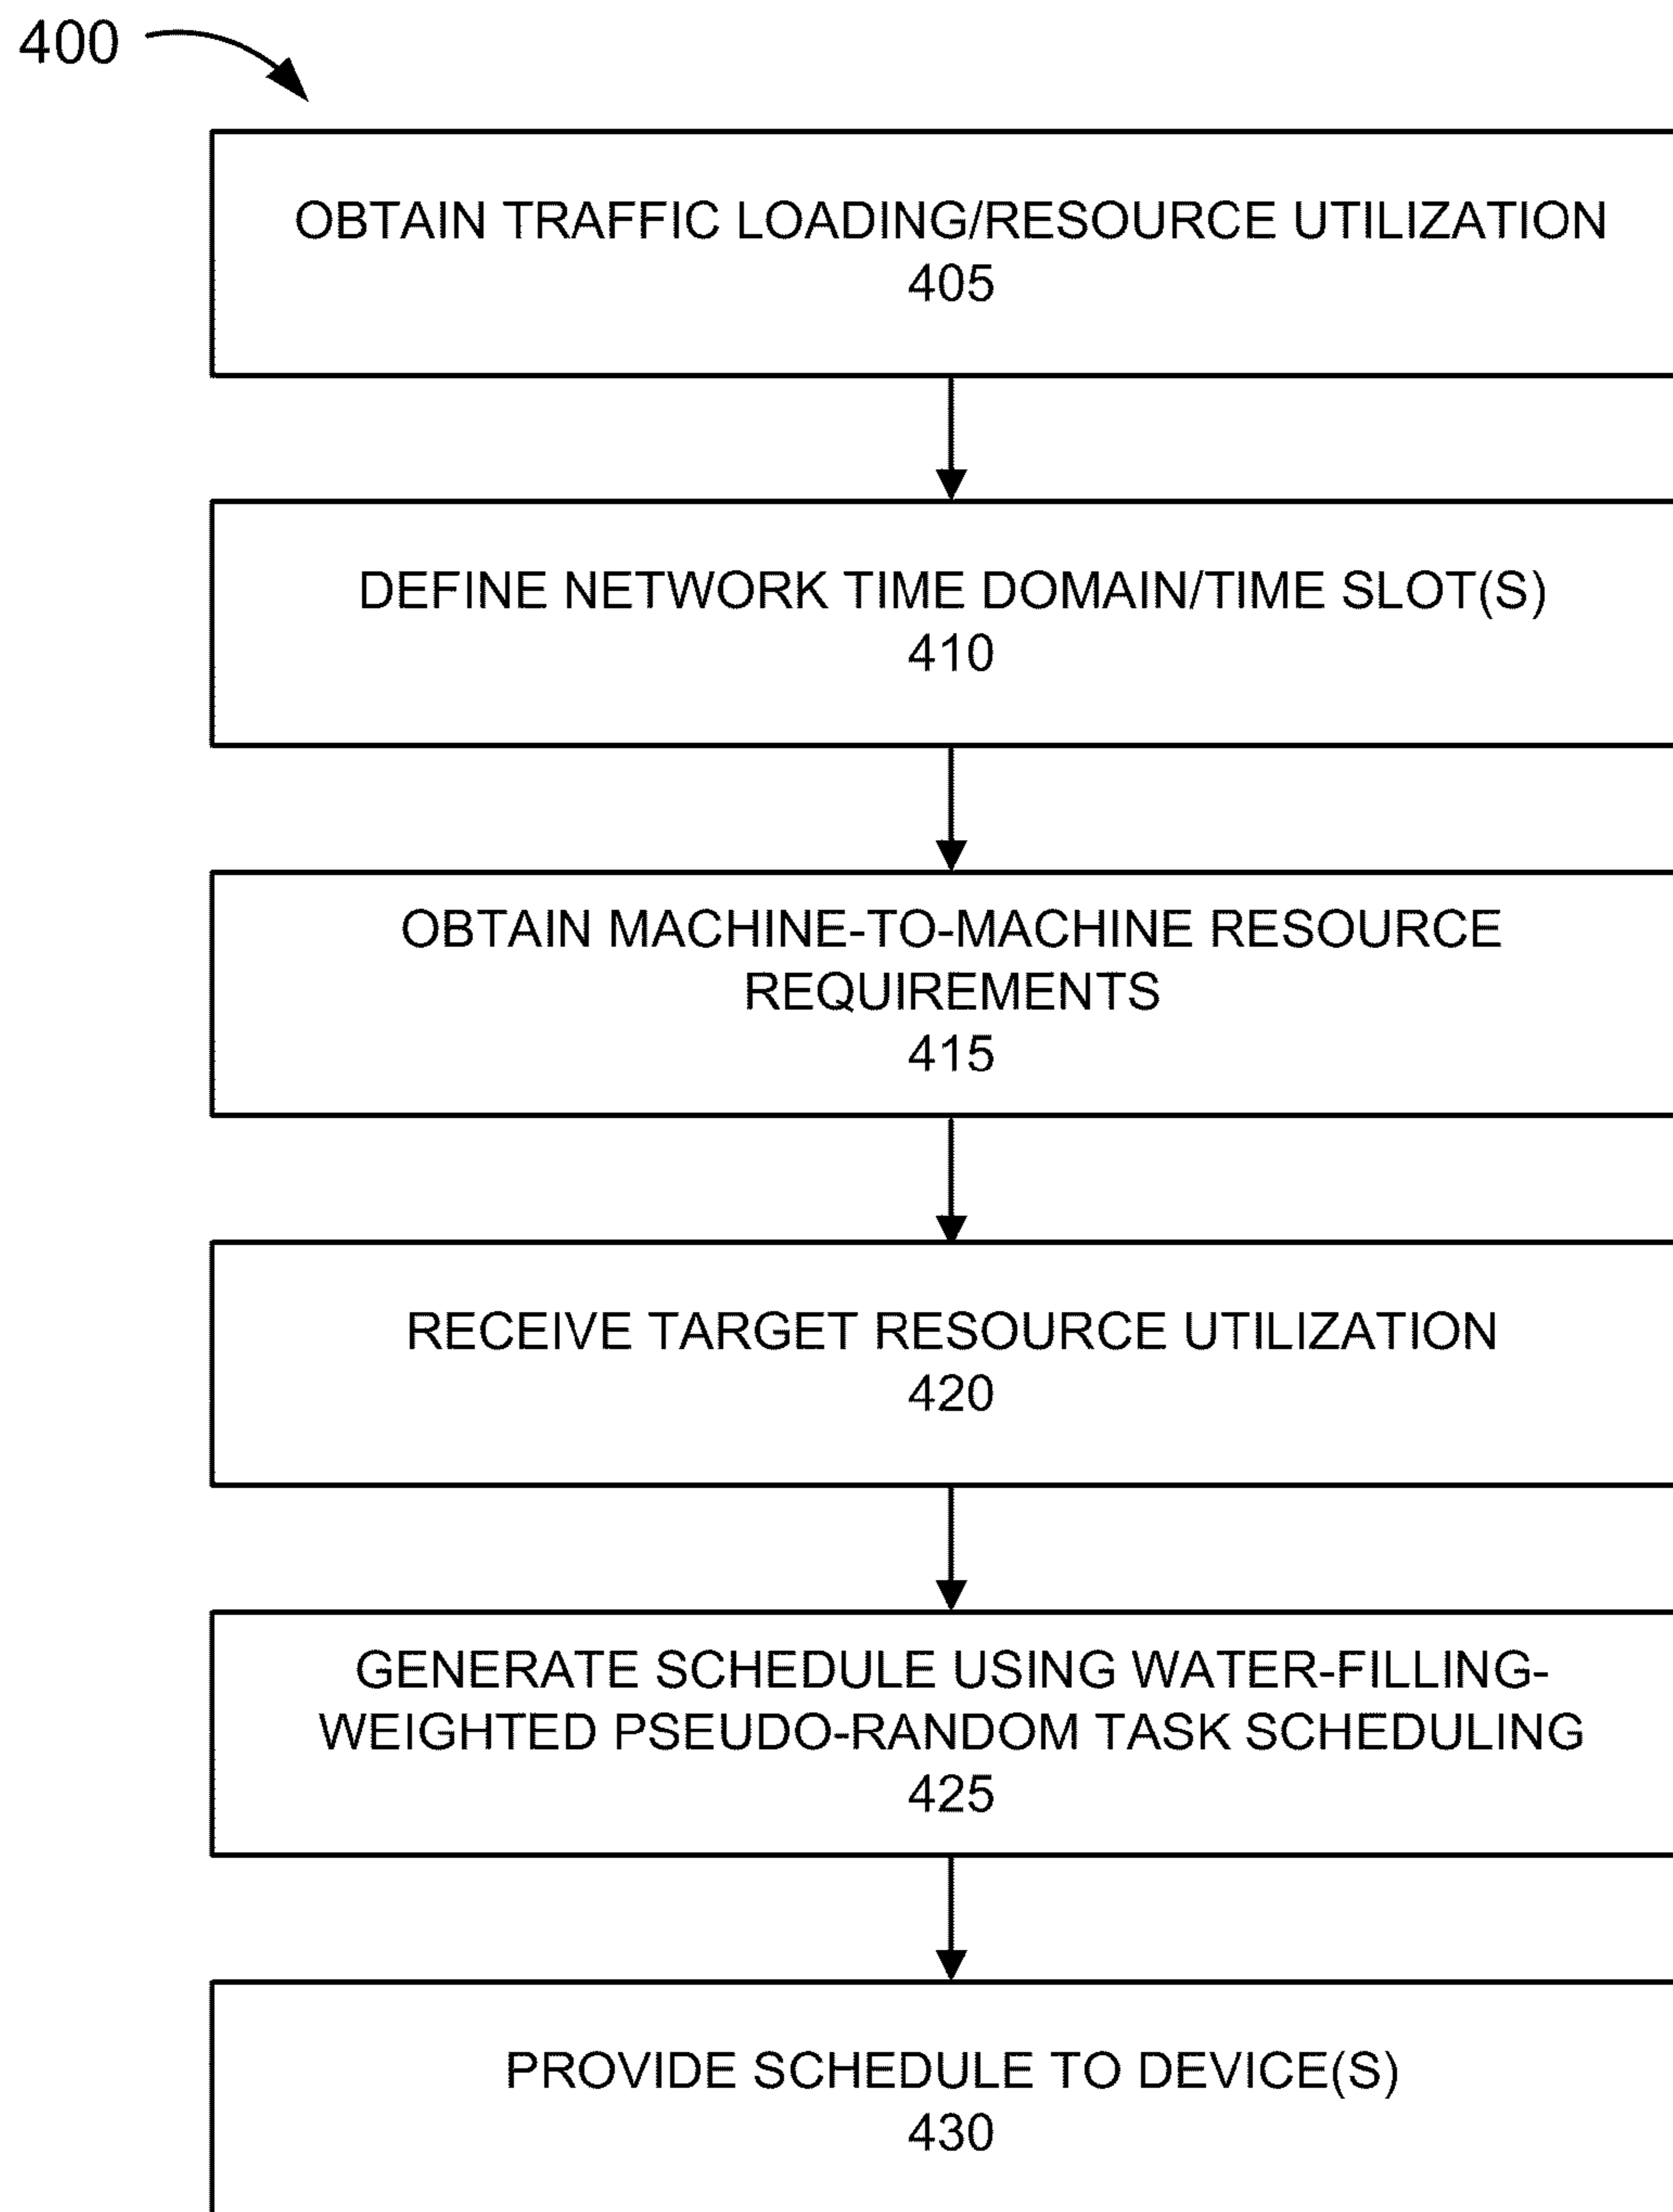 400
OBTAIN TRAFFIC LOADING/RESOURCE UTILIZATION
405
DEFINE NETWORK TIME DOMAIN/TIME SLOT(S)
410
OBTAIN MACHINE-TO-MACHINE RESOURCE
REQUIREMENTS
415
RECEIVE TARGET RESOURCE UTILIZATION
420
GENERATE SCHEDULE USING WATER-FILLING-
WEIGHTED PSEUDO-RANDOM TASK SCHEDULING
425
PROVIDE SCHEDULE TO DEVICE(S)
430